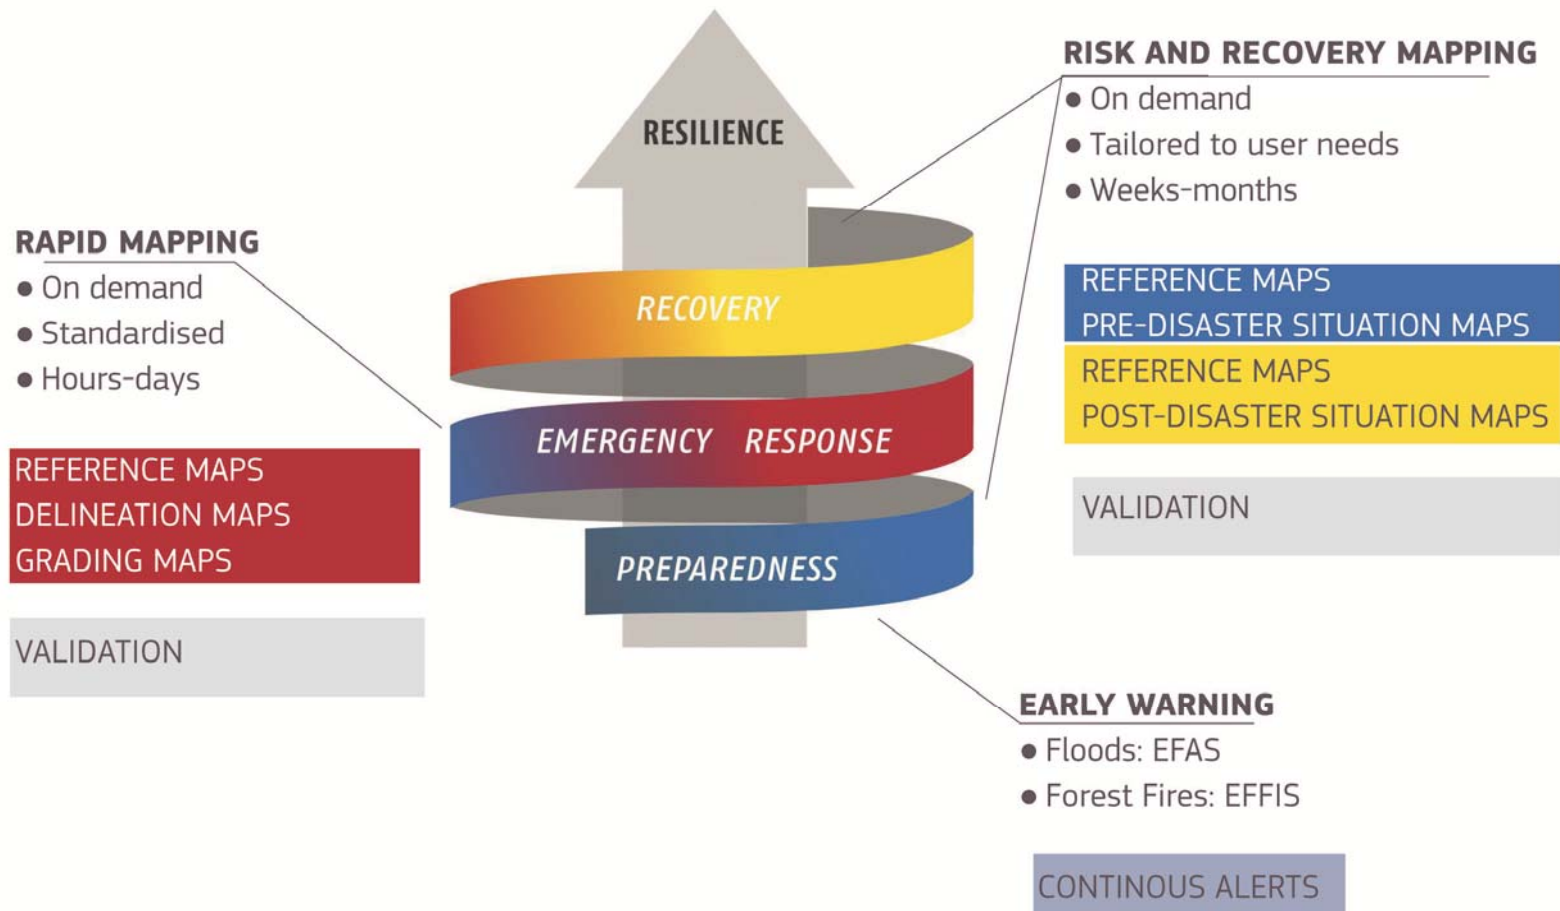 RISK AND RECOVERY MAPPING
● On demand
● Tailored to user needs
● Weeks-months
RESILIENCE
RAPID MAPPING
● On demand
● Standardised
● Hours-days
REFERENCE MAPS
PRE-DISASTER SITUATION MAPS
REFERENCE MAPS
POST-DISASTER SITUATION MAPS
VALIDATION
RECOVERY
EMERGENCY RESPONSE
PREPAREDNESS
REFERENCE MAPS
DELINEATION MAPS
GRADING MAPS
VALIDATION
EARLY WARNING
● Floods: EFAS
● Forest Fires: EFFIS
CONTINOUS ALERTS